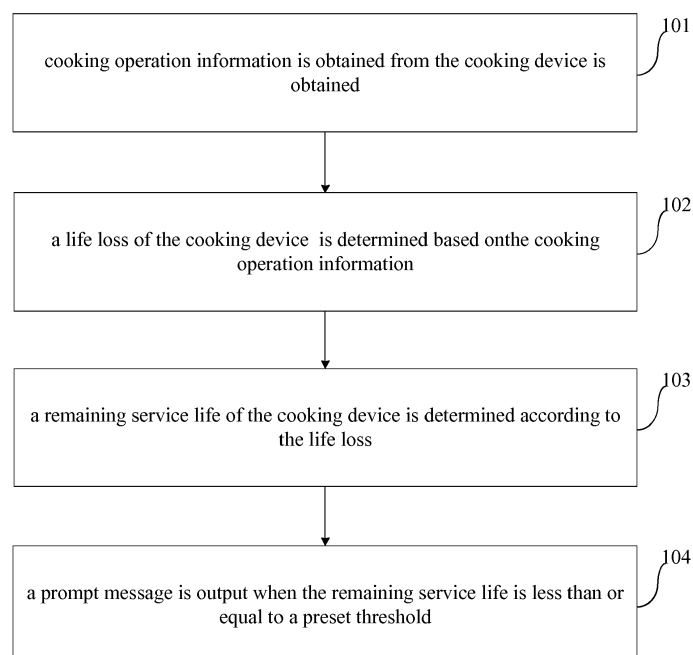 101
cooking operation information is obtained from the cooking device is
obtained
102
a life loss of the cooking device is determined based onthe cooking
operation information
103
a remaining service life of the cooking device is determined according to
the life loss
104
a prompt message is output when the remaining service life is less than or
equal to a preset threshold